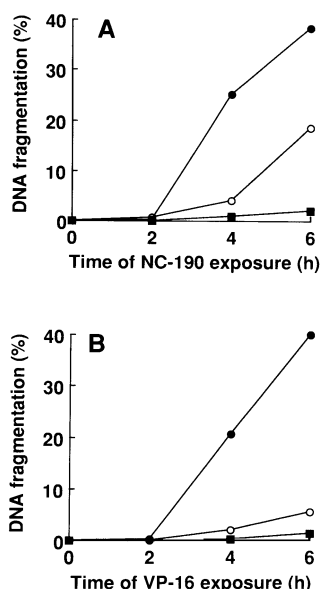 A
DNA fragmentation (%)
40
30
20
10
0
0 2 4 6
Time of NC-190 exposure (h)
B
DNA fragmentation (%)
40
30
20
10
0
0 2 4 6
Time of VP-16 exposure (h)